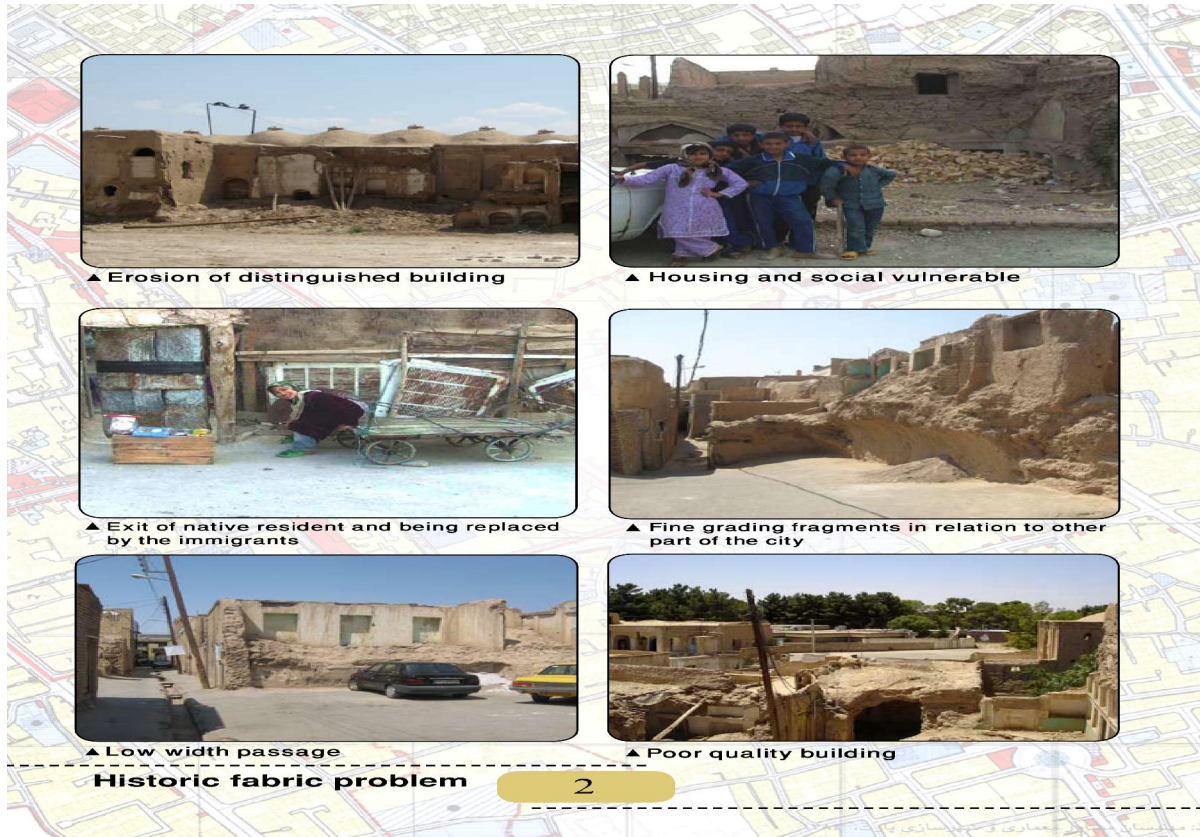 ▲ Erosion of distinguished building
▲ Housing and social vulnerable
▲ Exit of native resident and being replaced
by the immigrants
▲ Fine grading fragments in relation to other
part of the city
▲ Low width passage
▲ Poor quality building
Historic fabric problem
2